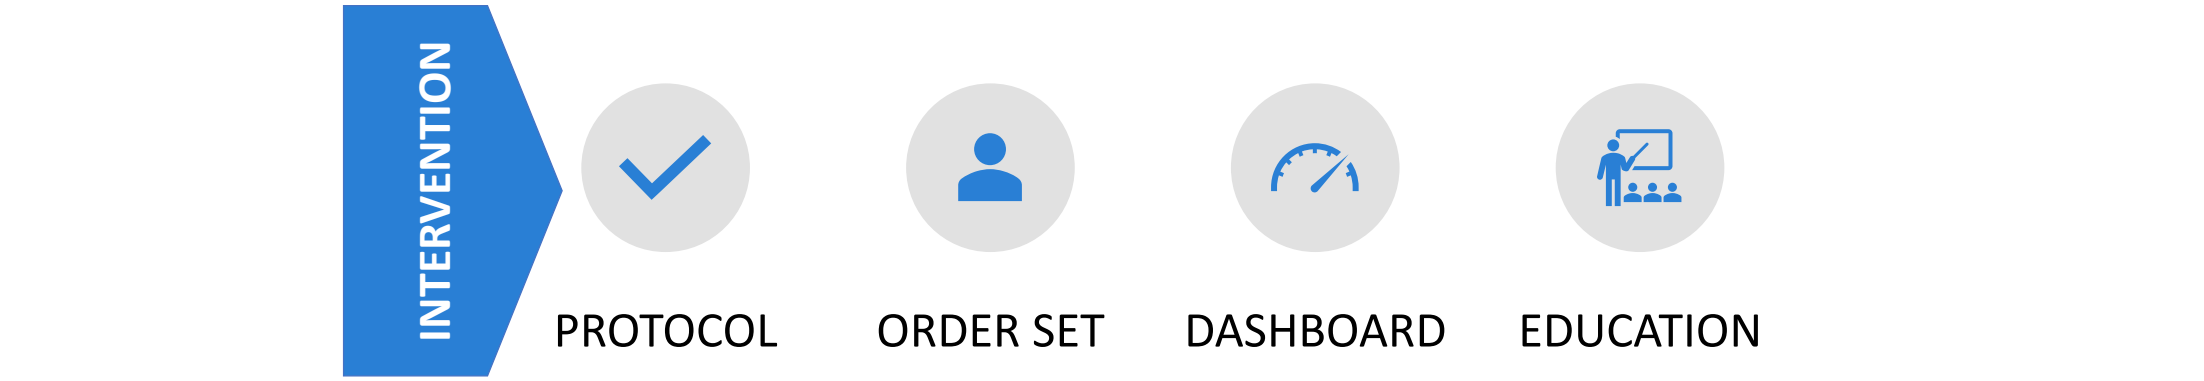 INTERVENTION
PROTOCOL
ORDER SET
DASHBOARD
EDUCATION